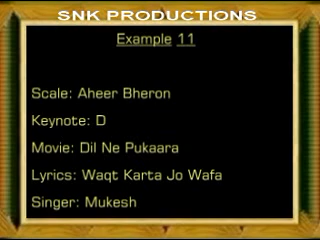 SNK PRODUCTIONS
Example 11
Scale: Aheer Bheron
Keynote: D
Movie: Dil Ne Pukaara
Lyrics: Waqt Karta Jo Wafa
Singer: Mukesh